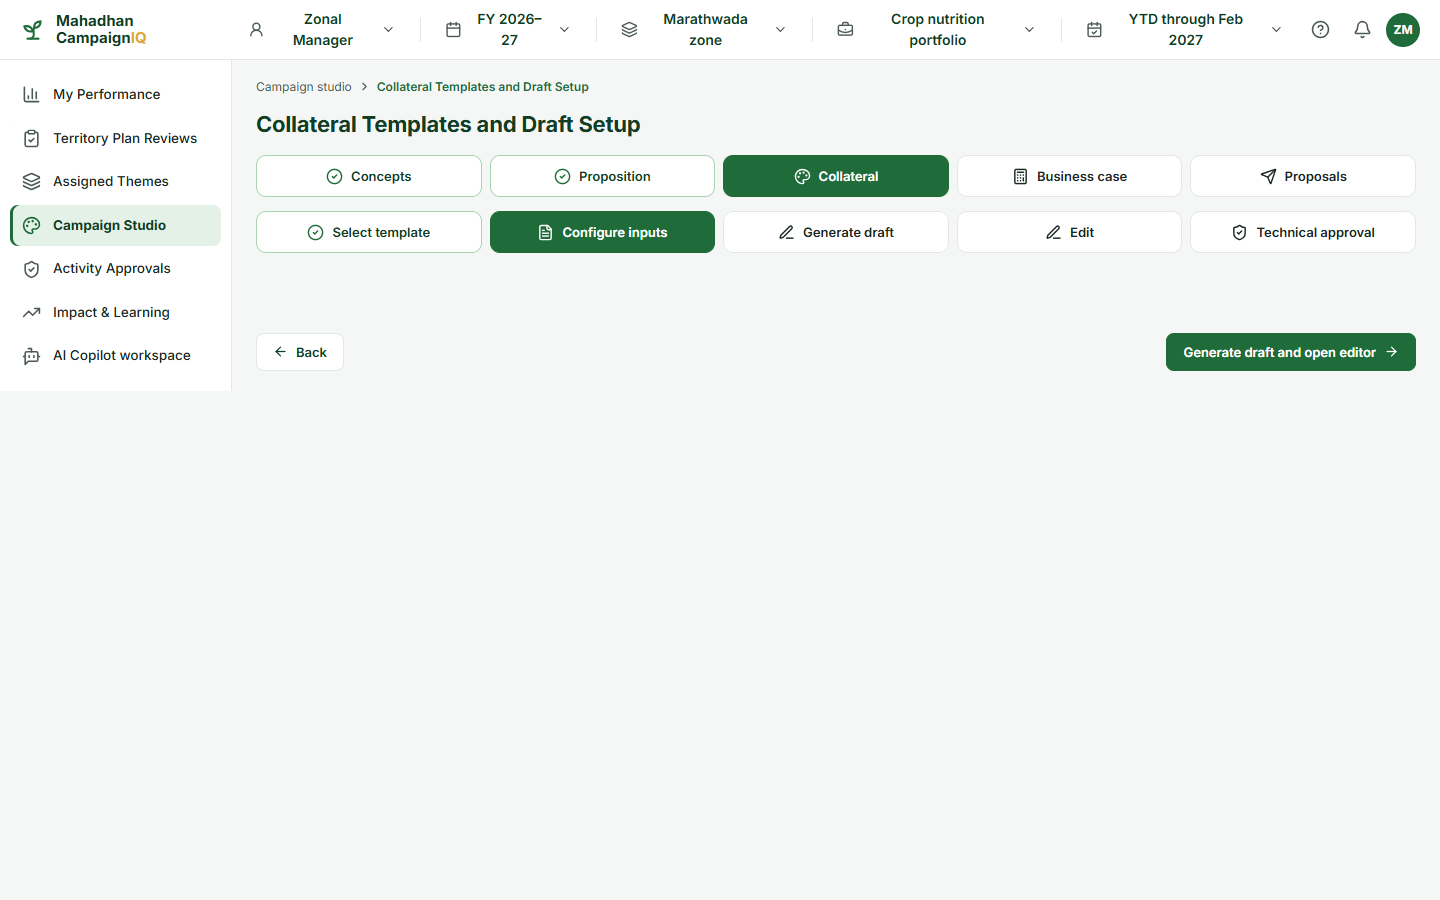 Mahadhan
CampaignIQ
Zonal
Manager
FY 2026–
27
Marathwada
zone
Crop nutrition
portfolio
YTD through Feb
2027
ZM
My Performance
Territory Plan Reviews
Assigned Themes
Campaign Studio
Activity Approvals
Impact & Learning
AI Copilot workspace
Campaign studio > Collateral Templates and Draft Setup
Collateral Templates and Draft Setup
Concepts
Proposition
Collateral
Business case
Proposals
Select template
Configure inputs
Generate draft
Edit
Technical approval
Back
Generate draft and open editor